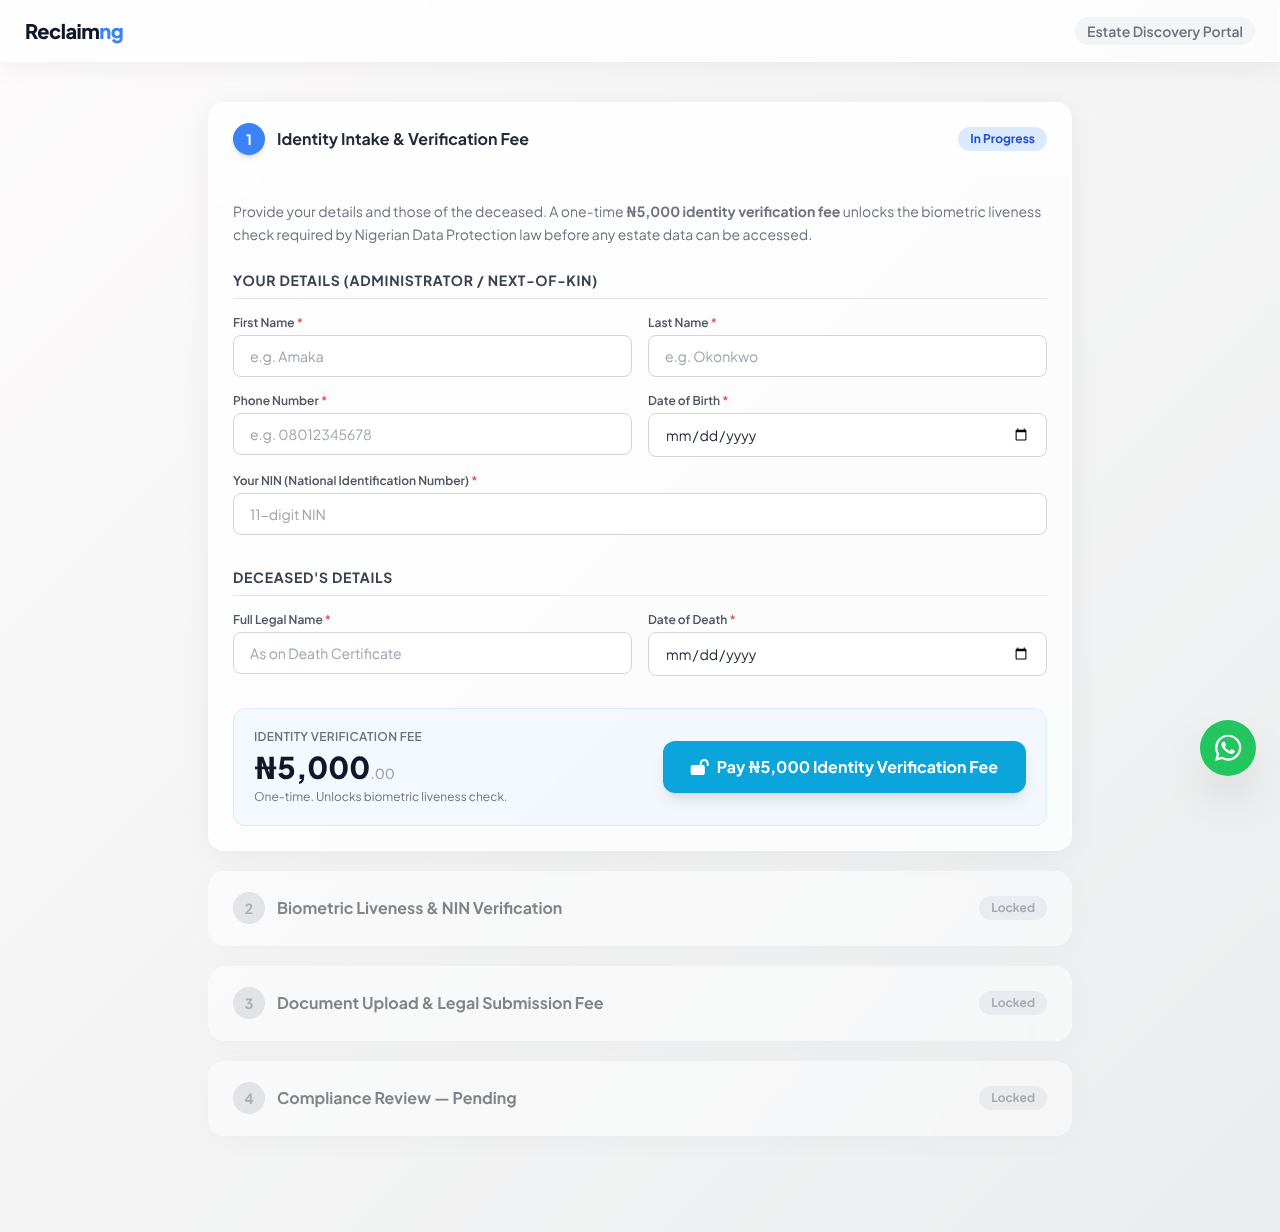 Reclaimng
Estate Discovery Portal
1
Identity Intake & Verification Fee
In Progress
Provide your details and those of the deceased. A one-time ₦5,000 identity verification fee unlocks the biometric liveness
check required by Nigerian Data Protection law before any estate data can be accessed.
YOUR DETAILS (ADMINISTRATOR / NEXT-OF-KIN)
First Name *
Last Name *
e.g. Amaka
e.g. Okonkwo
Phone Number *
Date of Birth *
e.g. 08012345678
mm/dd/yyyy
Your NIN (National Identification Number) *
11-digit NIN
DECEASED'S DETAILS
Full Legal Name *
Date of Death *
As on Death Certificate
mm/dd/yyyy
IDENTITY VERIFICATION FEE
₦5,000.00
One-time. Unlocks biometric liveness check.
Pay ₦5,000 Identity Verification Fee
2
Biometric Liveness & NIN Verification
Locked
3
Document Upload & Legal Submission Fee
Locked
4
Compliance Review — Pending
Locked